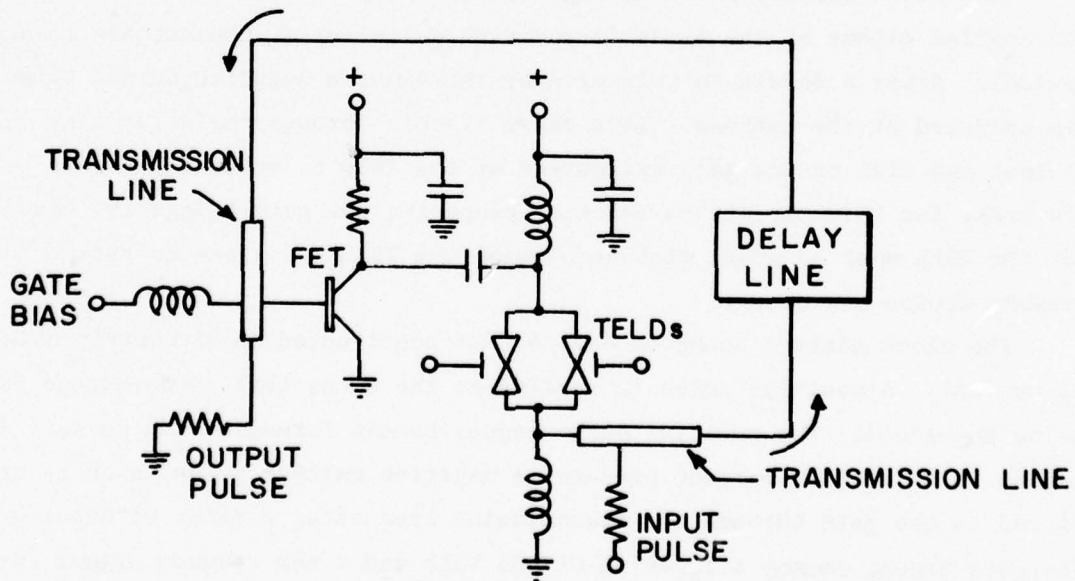 TRANSMISSION
LINE
FET
GATE
BIAS
+
+
DELAY
LINE
TELDs
OUTPUT
PULSE
INPUT
PULSE
TRANSMISSION LINE